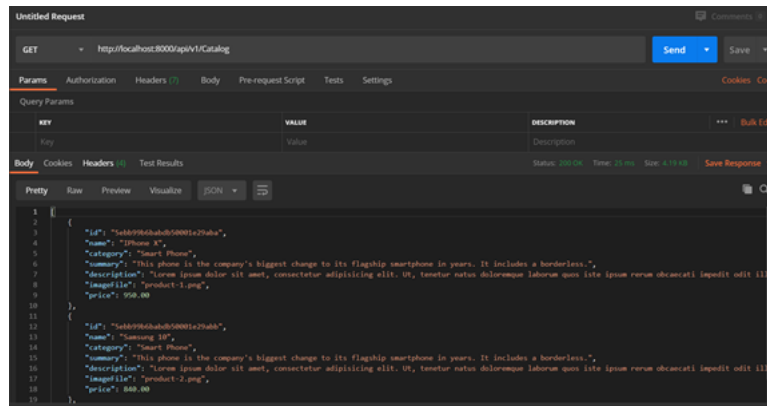 Untitled Request
Comments 0
GET http://localhost:8000/api/v1/Catalog Send Save
Params Authorization Headers (7) Body Pre-request Script Tests Settings Cookies Co
Query Params
KEY VALUE DESCRIPTION ••• Bulk Ed
Key Value Description
Body Cookies Headers (4) Test Results Status: 200 OK Time: 25 ms Size: 4.19 KB Save Response
Pretty Raw Preview Visualize JSON
1 [
2 {
3 "id": "5ebb99b6babdb50001e29aba",
4 "name": "IPhone X",
5 "category": "Smart Phone",
6 "summary": "This phone is the company's biggest change to its flagship smartphone in years. It includes a borderless.",
7 "description": "Lorem ipsum dolor sit amet, consectetur adipisicing elit. Ut, tenetur natus doloremque laborum quos iste ipsum rerum obcaecati impedit odit ill
8 "imageFile": "product-1.png",
9 "price": 950.00
10 },
11 {
12 "id": "5ebb99b6babdb50001e29abb",
13 "name": "Samsung 10",
14 "category": "Smart Phone",
15 "summary": "This phone is the company's biggest change to its flagship smartphone in years. It includes a borderless.",
16 "description": "Lorem ipsum dolor sit amet, consectetur adipisicing elit. Ut, tenetur natus doloremque laborum quos iste ipsum rerum obcaecati impedit odit ill
17 "imageFile": "product-2.png",
18 "price": 840.00
19 },